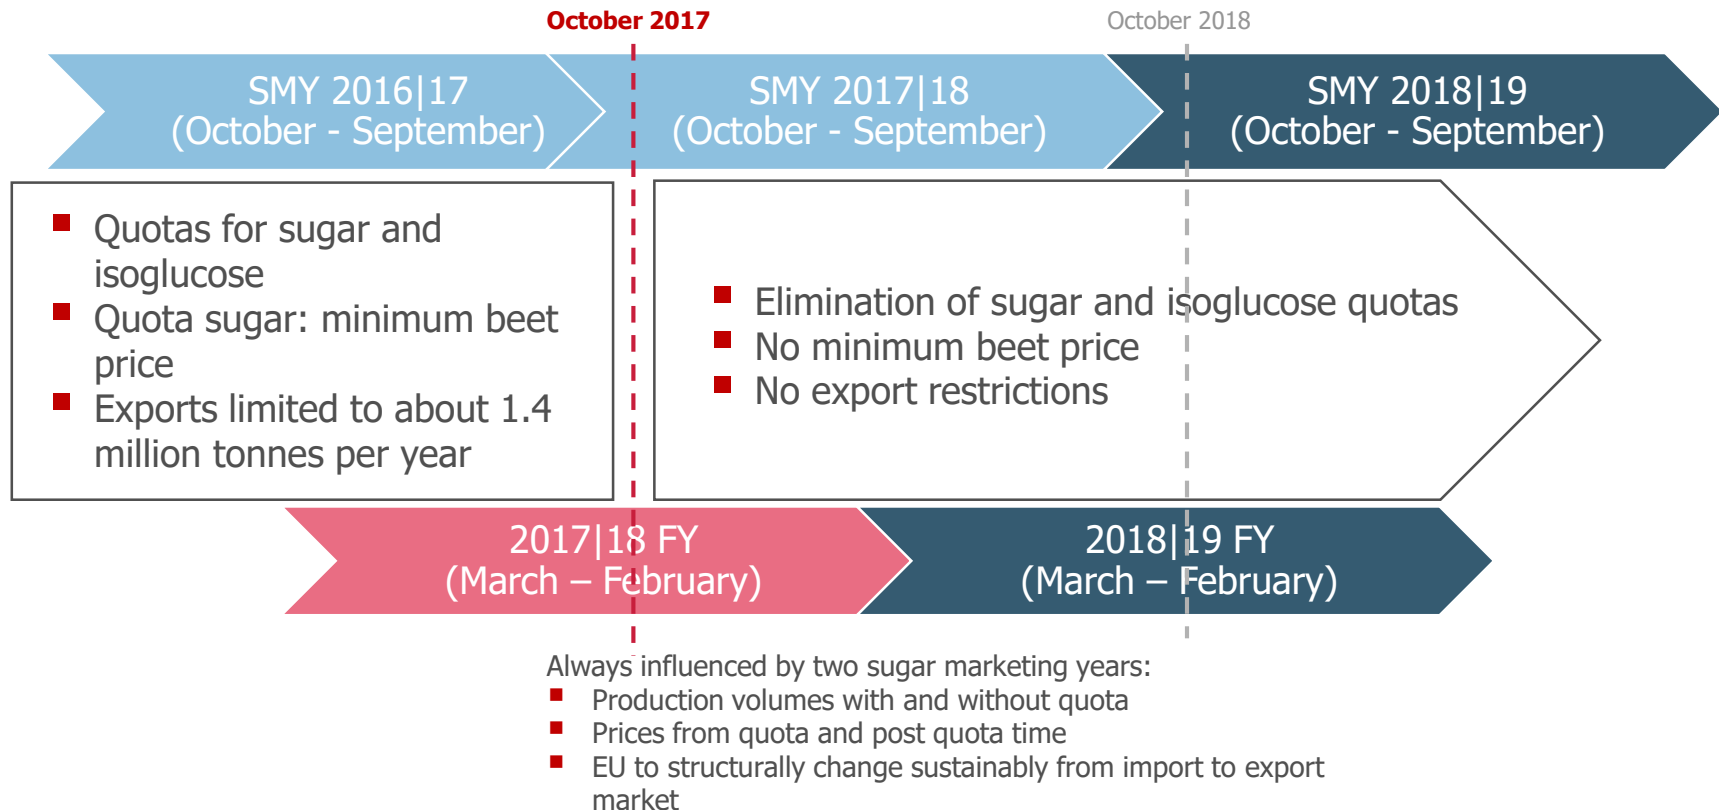 October 2017
October 2018
SMY 2016|17
(October - September)
SMY 2017|18
(October - September)
SMY 2018|19
(October - September)
Quotas for sugar and
isoglucose
Quota sugar: minimum beet
price
Exports limited to about 1.4
million tonnes per year
Elimination of sugar and isoglucose quotas
No minimum beet price
No export restrictions
2017|18 FY
(March – February)
2018|19 FY
(March – February)
Always influenced by two sugar marketing years:
Production volumes with and without quota
Prices from quota and post quota time
EU to structurally change sustainably from import to export
market